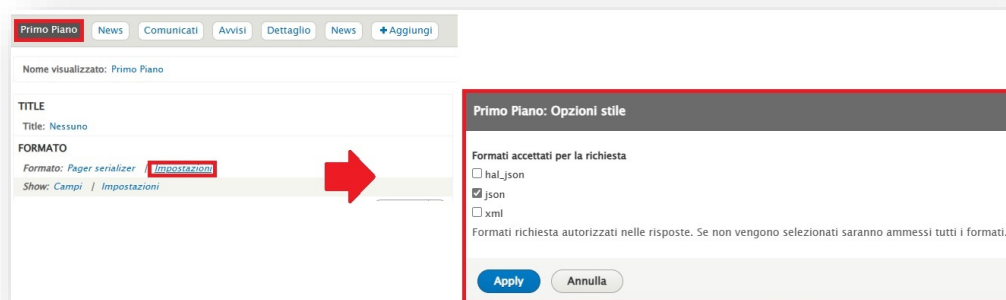 Primo Piano News Comunicati Avvisi Dettaglio News +Aggiungi
Nome visualizzato: Primo Piano
TITLE
Title: Nessuno
FORMATO
Formato: Pager serializer | Impostazioni
Show: Campi | Impostazioni
Primo Piano: Opzioni stile
Formati accettati per la richiesta
hal_json
json
xml
Formati richiesta autorizzati nelle risposte. Se non vengono selezionati saranno ammessi tutti i formati.
Apply Annulla